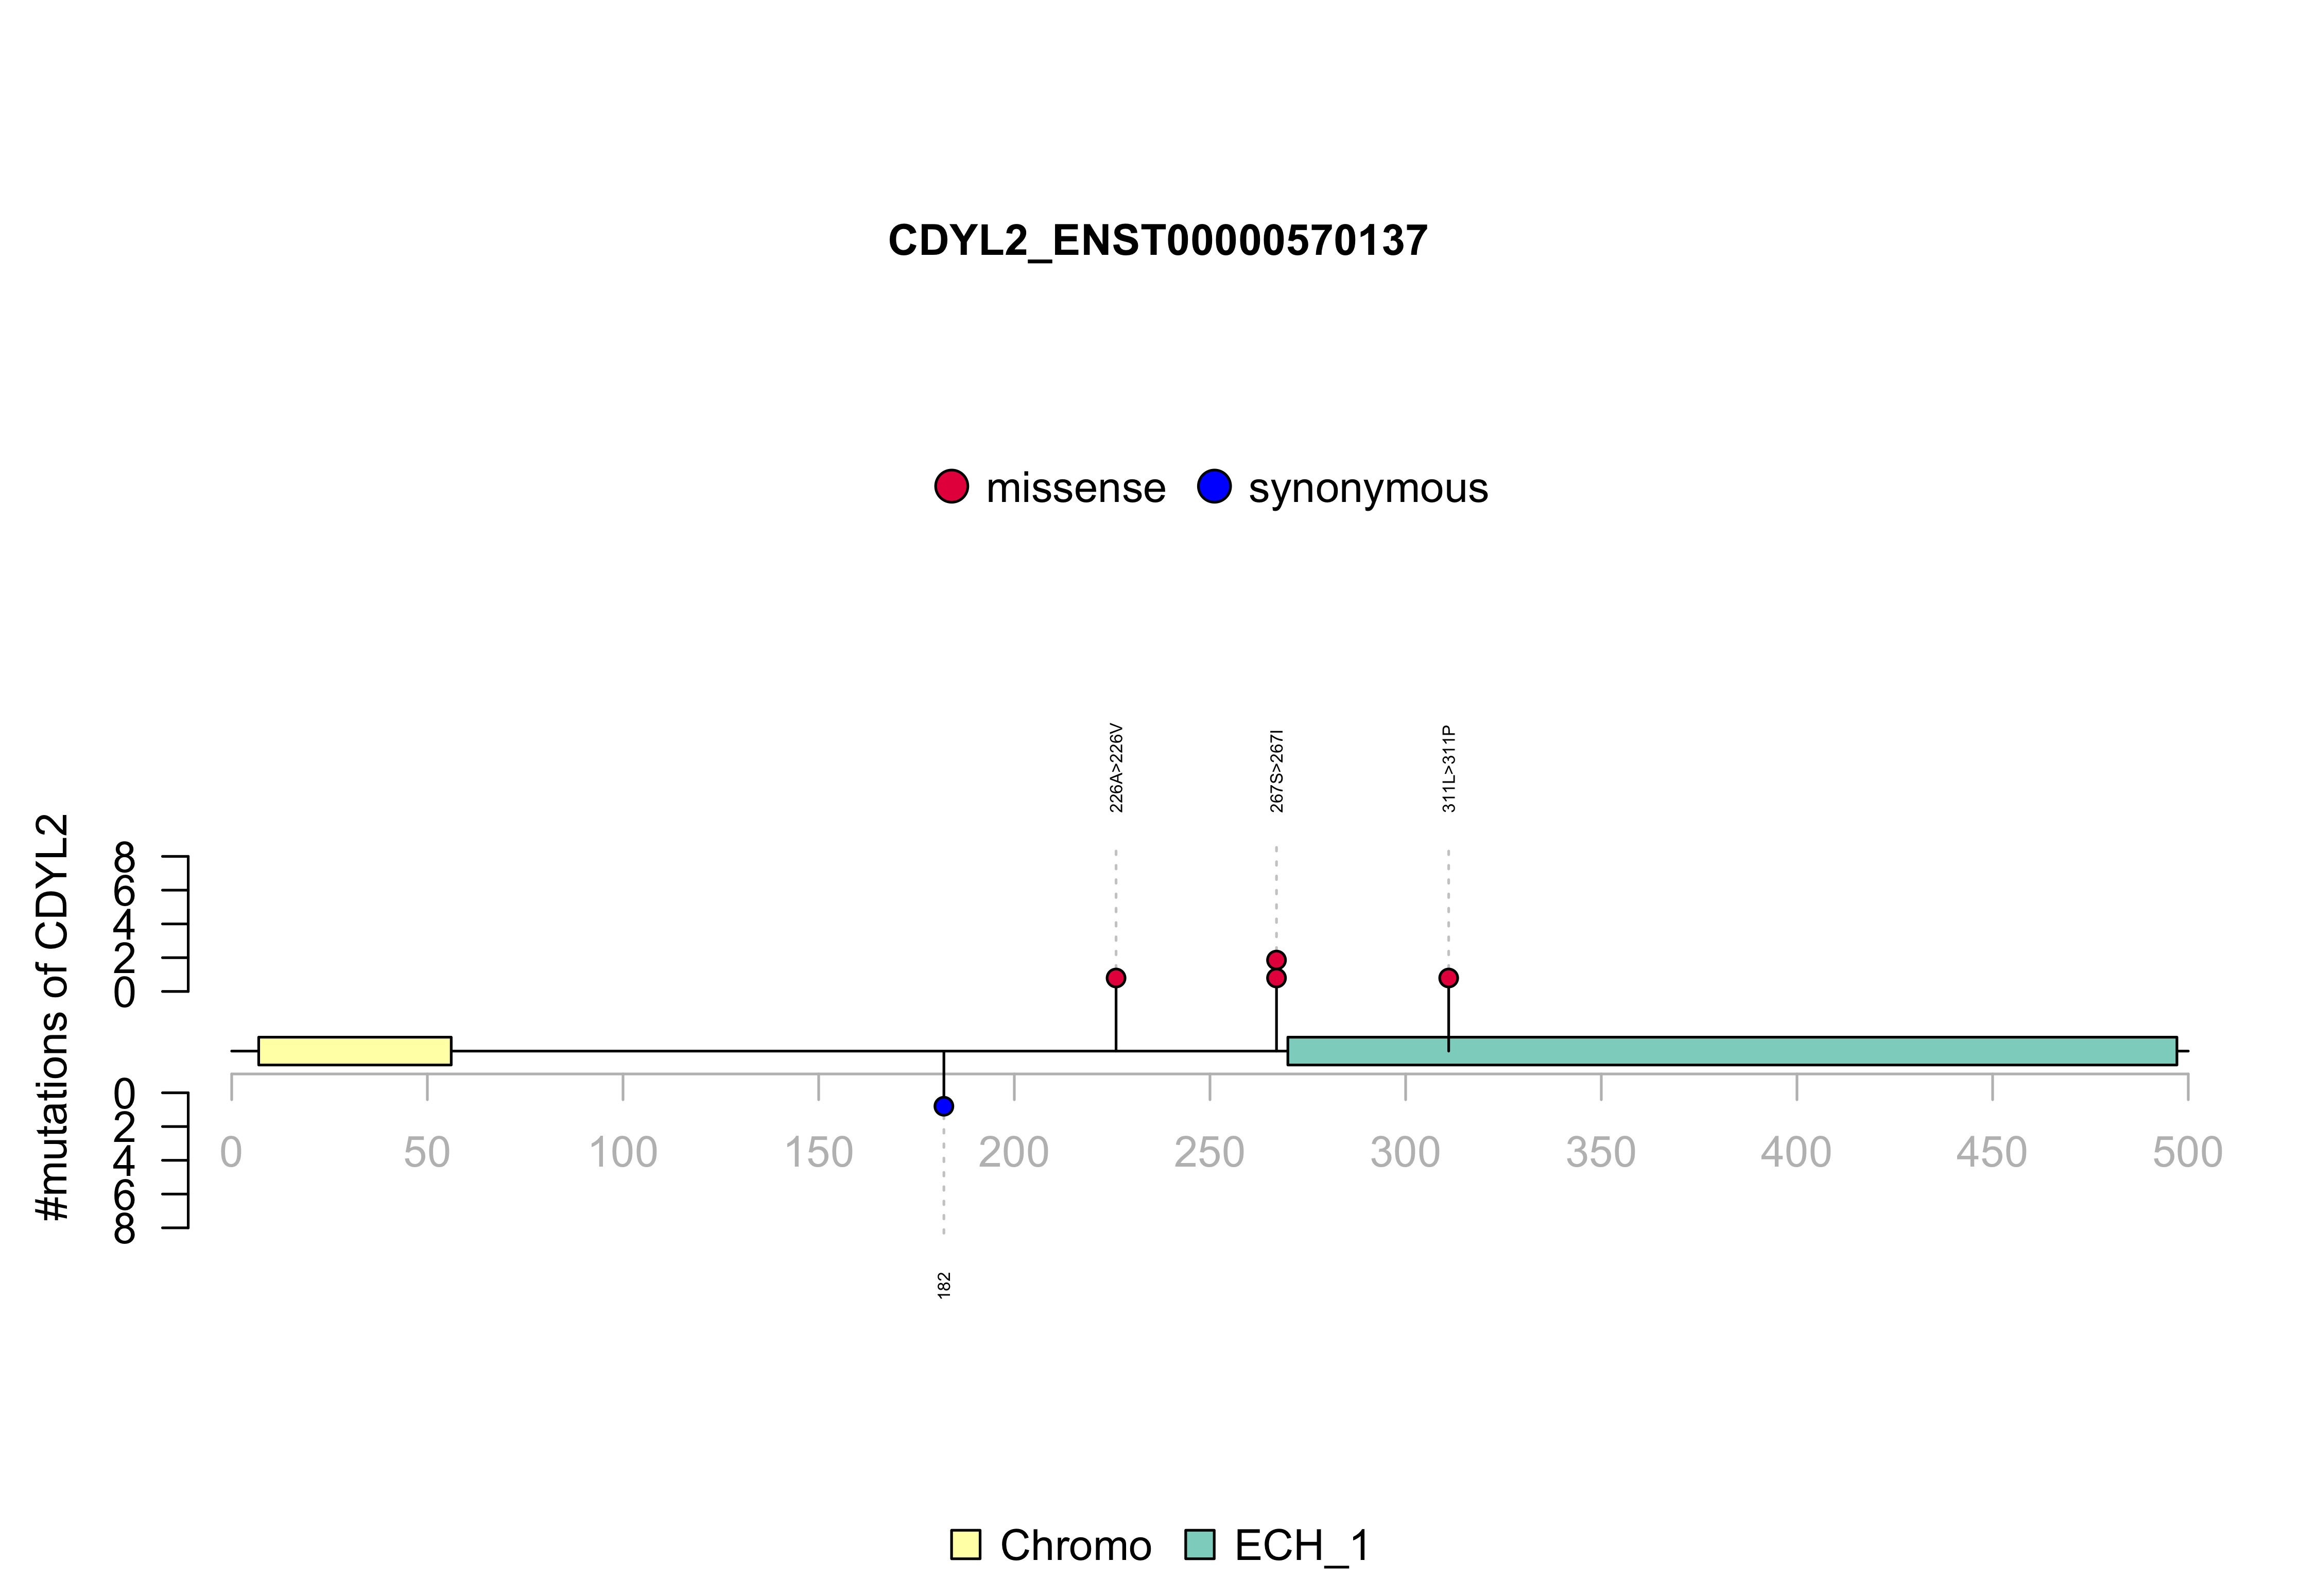 CDYL2_ENST00000570137
missense synonymous
226A>226V
267S>267I
311L>311P
#mutations of CDYL2
8
6
4
2
0
0
2
4
6
8
0 50 100 150 200 250 300 350 400 450 500
182
Chromo ECH_1